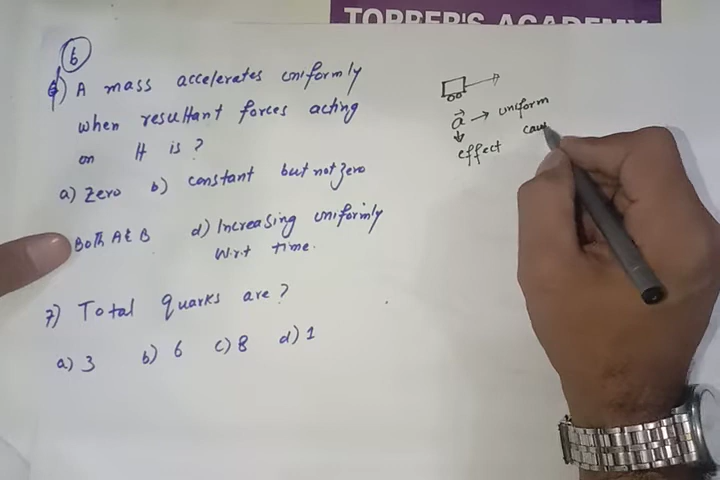 TOPPER'S ACADEMY
6
6) A mass accelerates uniformly
when resultant forces acting
on It is?
a) Zero b) constant but not zero
Both A & B d) Increasing uniformly
w.r.t time.
7) Total quarks are?
a) 3 b) 6 c) 8 d) 1
a → uniform
effect